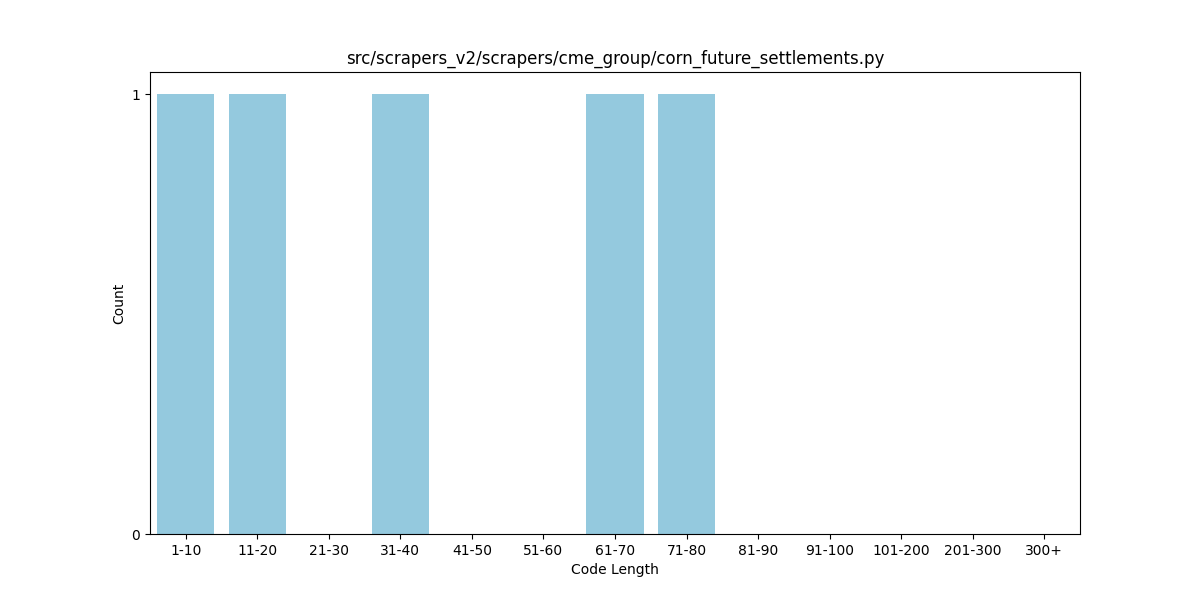 src/scrapers_v2/scrapers/cme_group/corn_future_settlements.py
1
Count
0
1-10 11-20 21-30 31-40 41-50 51-60 61-70 71-80 81-90 91-100 101-200 201-300 300+
Code Length